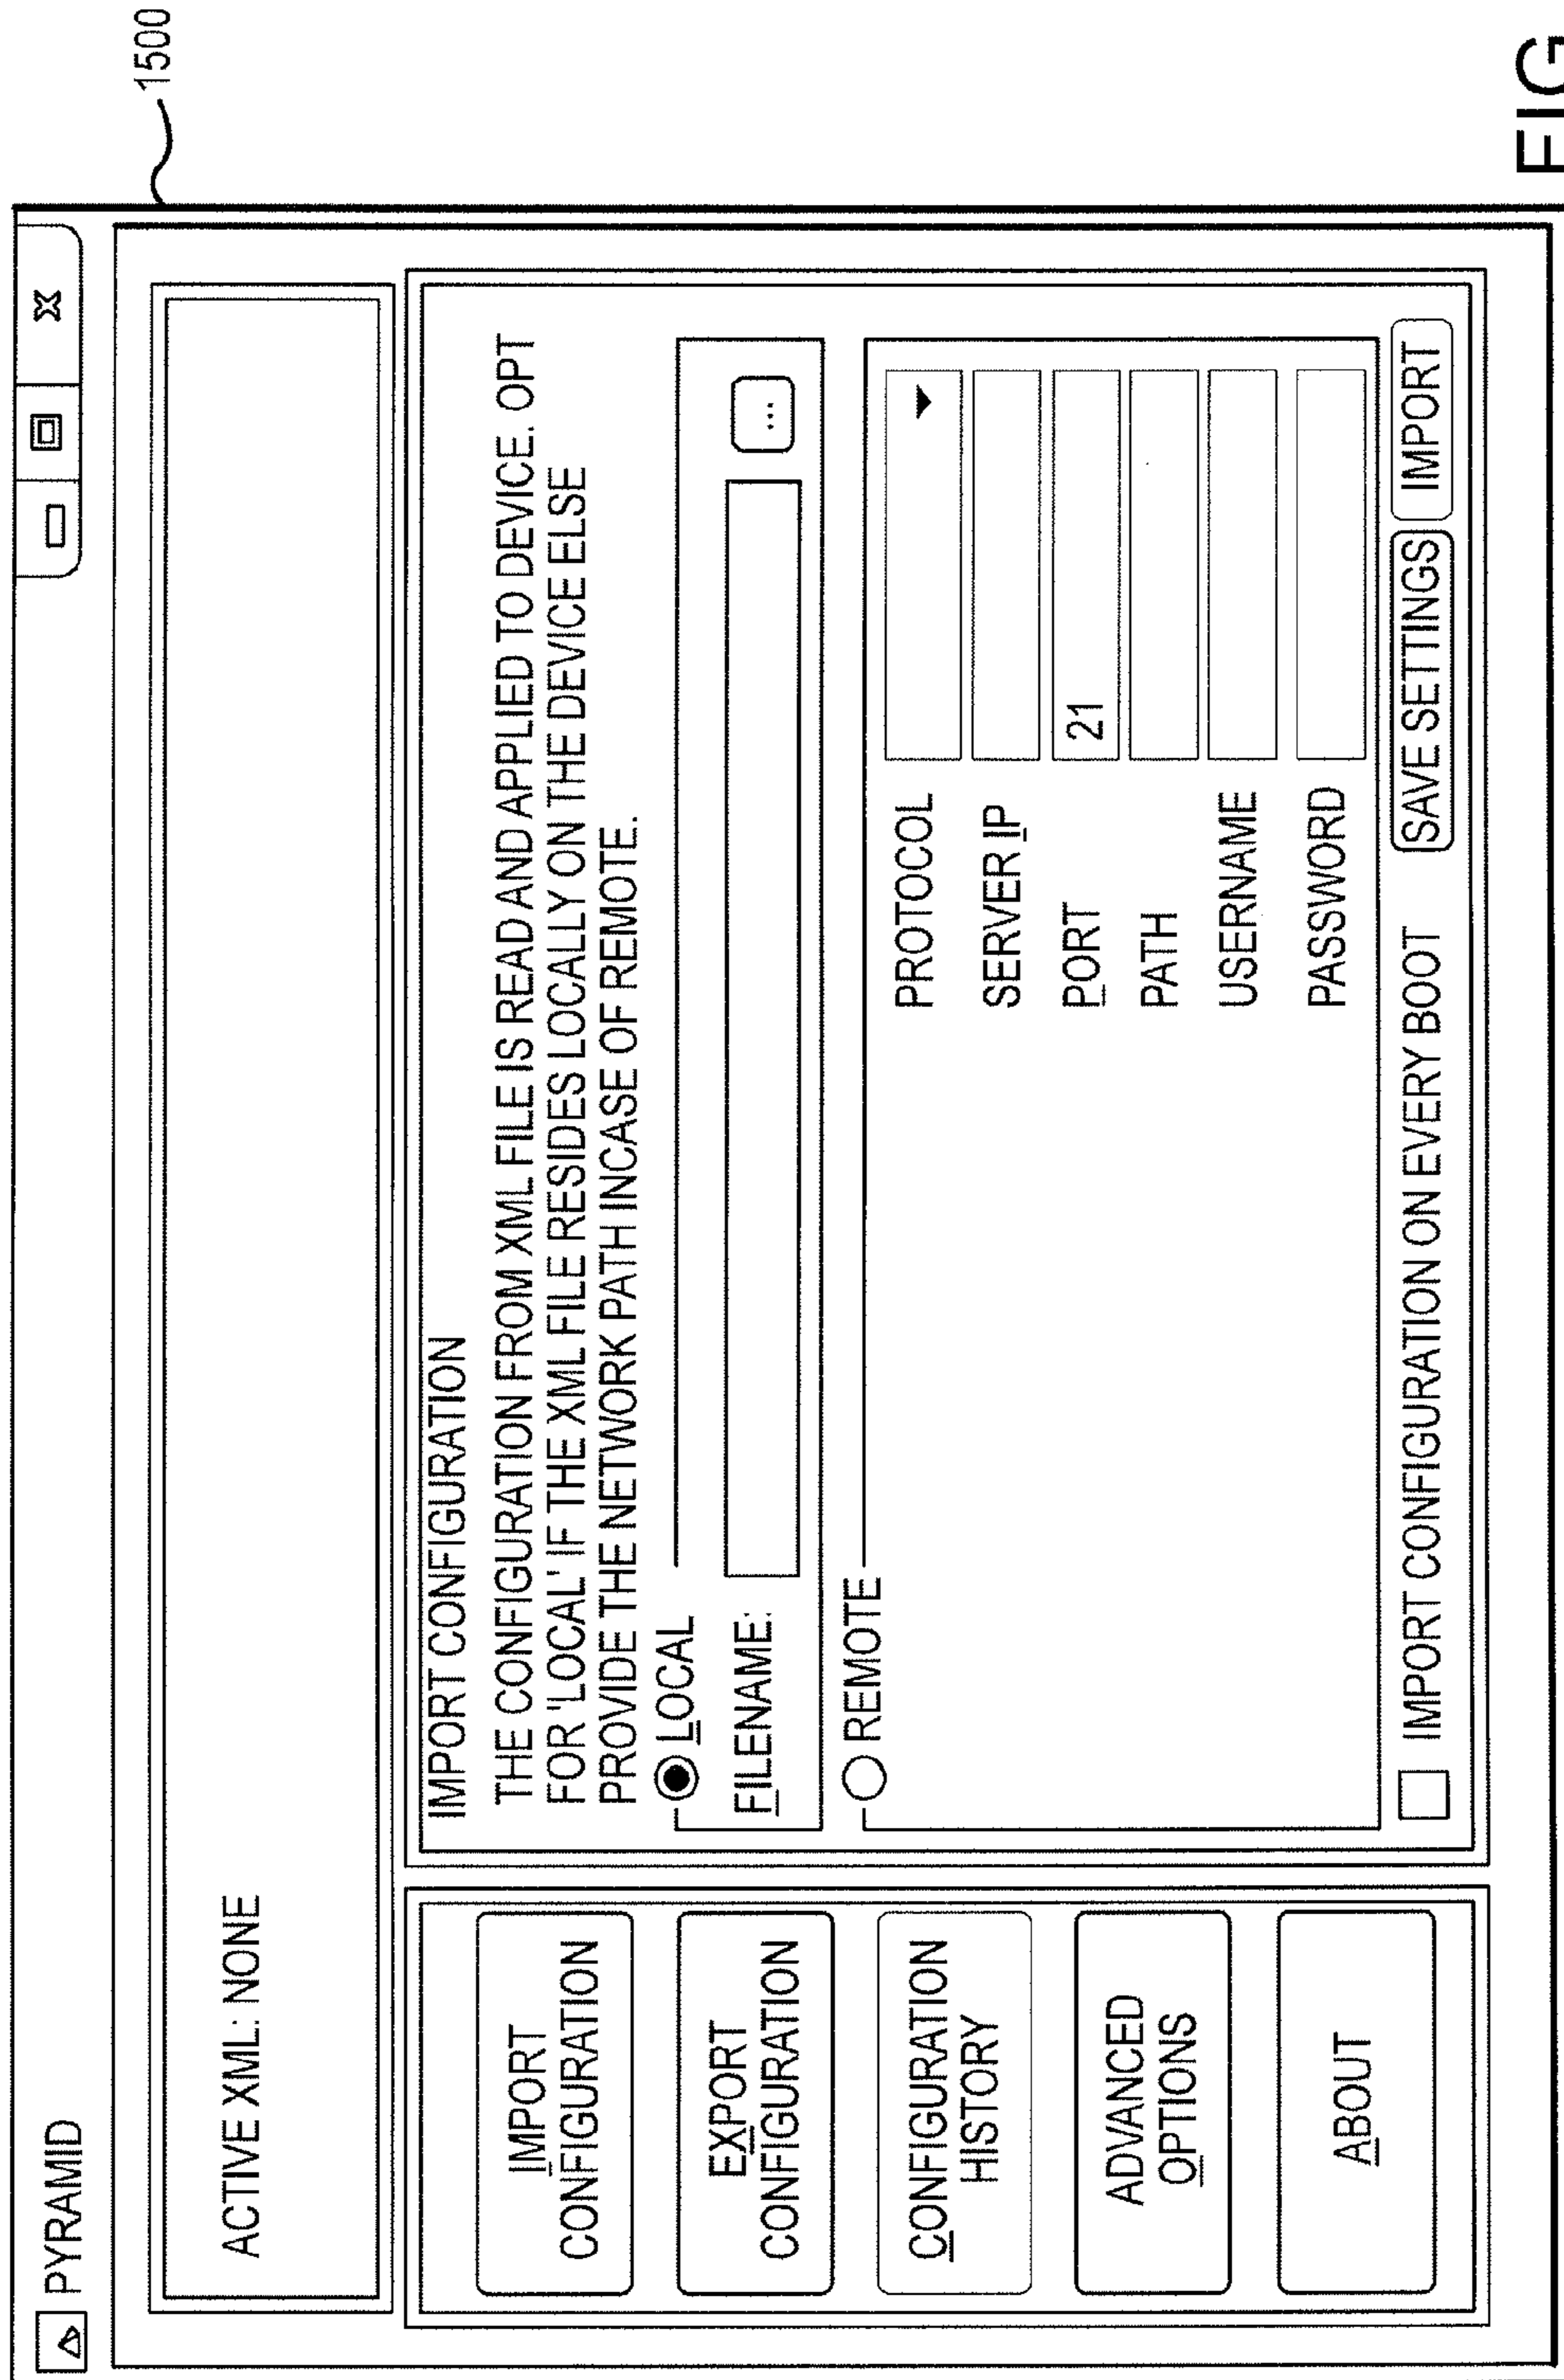 PYRAMID
X
1500
ACTIVE XML: NONE
IMPORT
CONFIGURATION
EXPORT
CONFIGURATION
CONFIGURATION
HISTORY
ADVANCED
OPTIONS
ABOUT
IMPORT CONFIGURATION
THE CONFIGURATION FROM XML FILE IS READ AND APPLIED TO DEVICE. OPT
FOR 'LOCAL' IF THE XML FILE RESIDES LOCALLY ON THE DEVICE ELSE
PROVIDE THE NETWORK PATH INCASE OF REMOTE.
LOCAL
FILENAME:
...
REMOTE
PROTOCOL
SERVER IP
PORT 21
PATH
USERNAME
PASSWORD
IMPORT CONFIGURATION ON EVERY BOOT SAVE SETTINGS IMPORT
FIG